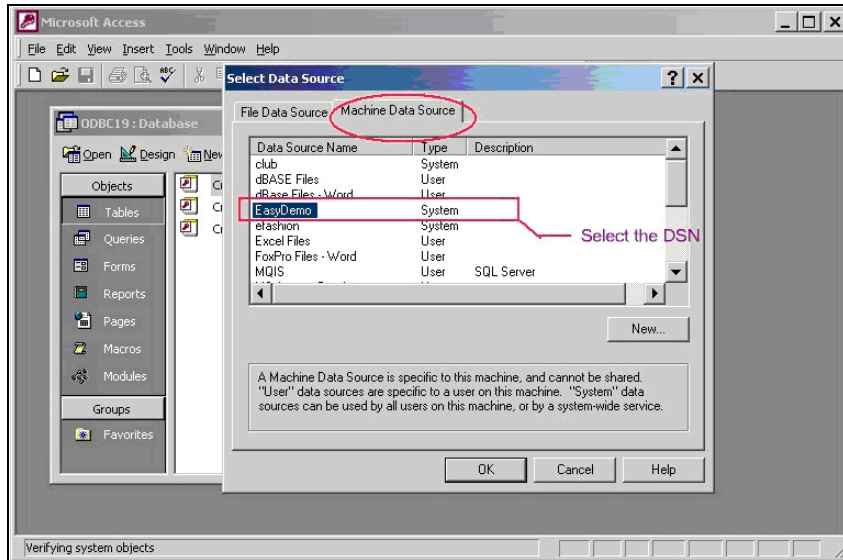 Microsoft Access
File Edit View Insert Tools Window Help
Select Data Source
File Data Source Machine Data Source
ODBC19 : Database
Open Design New
Objects
Tables
Queries
Forms
Reports
Pages
Macros
Modules
Groups
Favorites
Data Source Name Type Description
club System
dBASE Files User
dBase Files - Word User
EasyDemo System
efashion System
Excel Files User
FoxPro Files - Word User
MQIS User SQL Server
Select the DSN
New...
A Machine Data Source is specific to this machine, and cannot be shared.
"User" data sources are specific to a user on this machine. "System" data
sources can be used by all users on this machine, or by a system-wide service.
OK Cancel Help
Verifying system objects